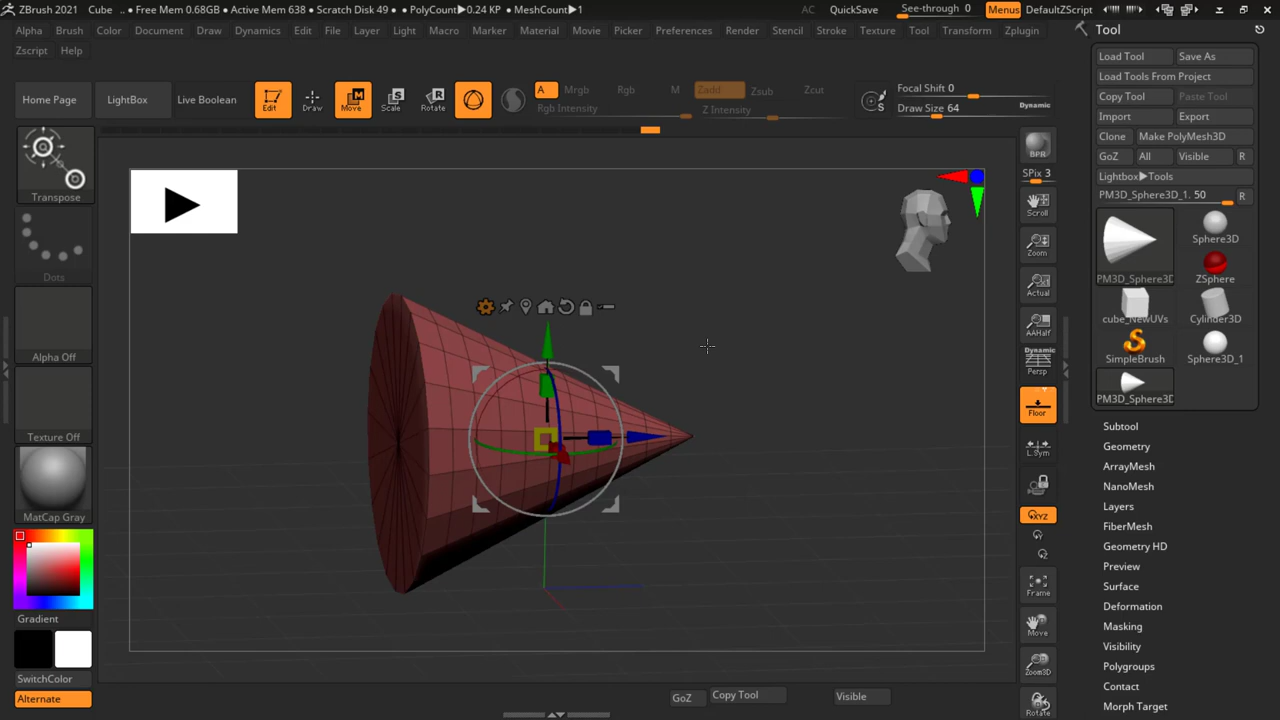 ZBrush 2021 Cube .. • Free Mem 0.68GB • Active Mem 638 • Scratch Disk 49 • PolyCount▶0.24 KP • MeshCount▶1 AC QuickSave See-through 0 Menus DefaultZScript
Alpha Brush Color Document Draw Dynamics Edit File Layer Light Macro Marker Material Movie Picker Preferences Render Stencil Stroke Texture Tool Transform Zplugin
Zscript Help
Home Page LightBox Live Boolean Edit Draw Move Scale Rotate
A Mrgb Rgb M Zadd Zsub Zcut
Rgb Intensity Z Intensity
Focal Shift 0
Draw Size 64 Dynamic
Transpose
Dots
Alpha Off
Texture Off
MatCap Gray
Gradient
SwitchColor
Alternate
BPR
SPix 3
Scroll
Zoom
Actual
AAHalf
Dynamic
Persp
Floor
L.Sym
XYZ
Frame
Move
Zoom3D
Rotate
GoZ Copy Tool Visible
Tool
Load Tool Save As
Load Tools From Project
Copy Tool Paste Tool
Import Export
Clone Make PolyMesh3D
GoZ All Visible R
Lightbox▶Tools
PM3D_Sphere3D_1. 50 R
PM3D_Sphere3D Sphere3D
ZSphere
cube_NewUVs Cylinder3D
SimpleBrush Sphere3D_1
PM3D_Sphere3D
Subtool
Geometry
ArrayMesh
NanoMesh
Layers
FiberMesh
Geometry HD
Preview
Surface
Deformation
Masking
Visibility
Polygroups
Contact
Morph Target